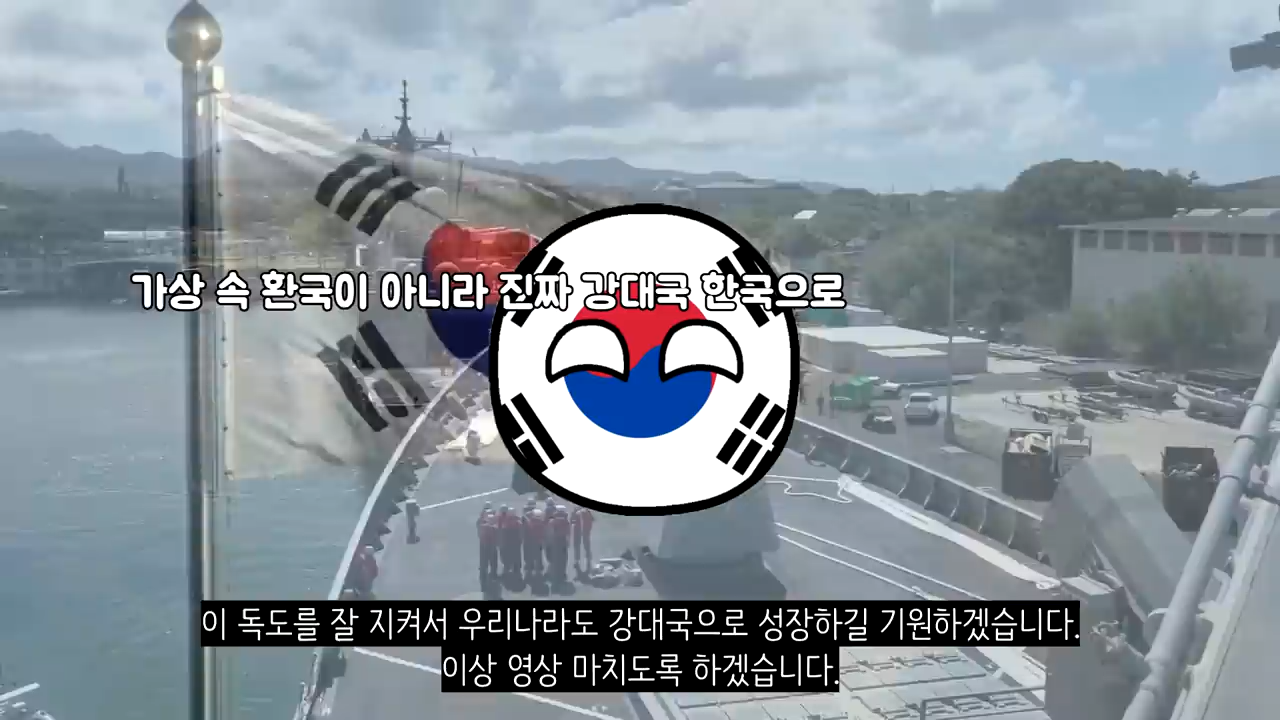 가상 속 환국이 아니라 진짜 강대국 한국으로
이 독도를 잘 지켜서 우리나라도 강대국으로 성장하길 기원하겠습니다.
이상 영상 마치도록 하겠습니다.